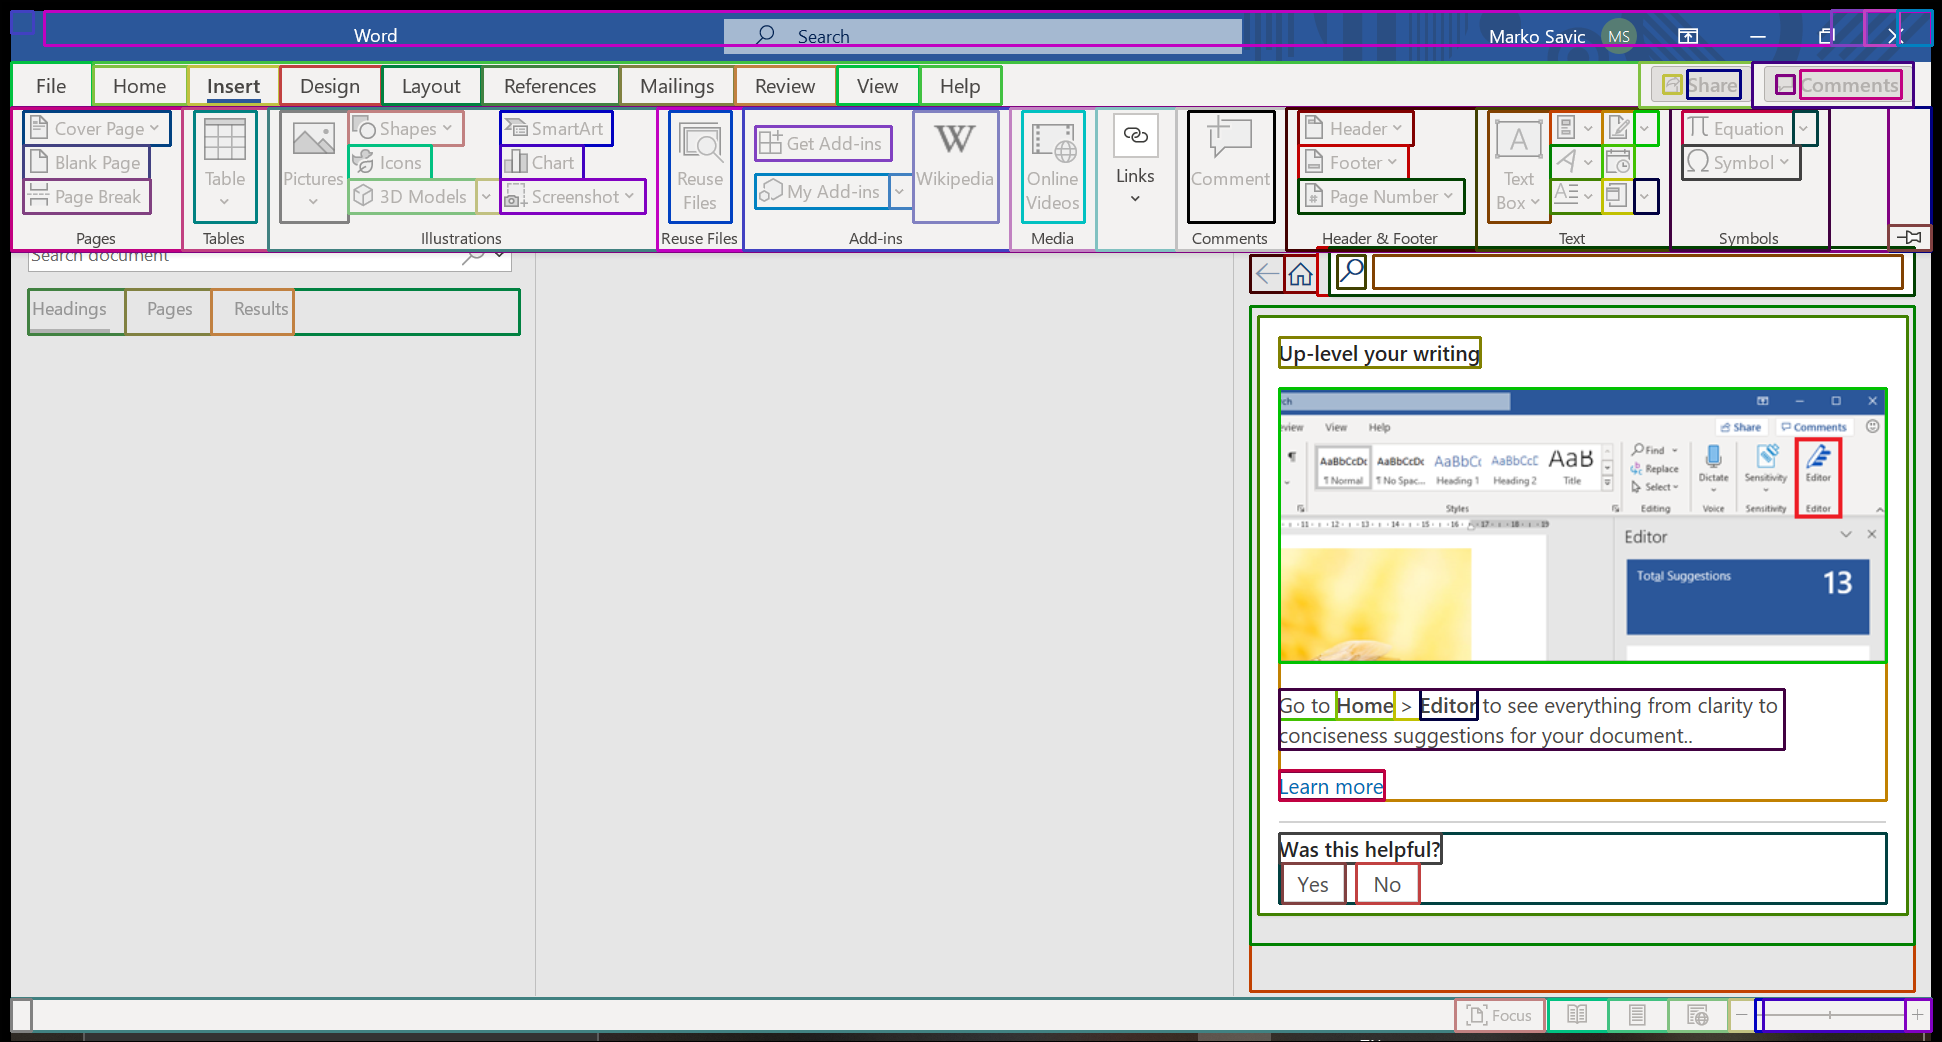 Word
Search
Marko Savic
MS
File
Home
Insert
Design
Layout
References
Mailings
Review
View
Help
Share
Comments
Cover Page
Blank Page
Page Break
Pages
Table
Tables
Pictures
Shapes
Icons
3D Models
SmartArt
Chart
Screenshot
Illustrations
Reuse
Files
Reuse Files
Get Add-ins
My Add-ins
Wikipedia
Add-ins
Online
Videos
Media
Links
Comment
Comments
Header
Footer
Page Number
Header & Footer
Text
Box
Text
Equation
Symbol
Symbols
Search document
Headings
Pages
Results
Up-level your writing
View
Help
Share
Comments
AaBbCcDc
AaBbCcDc
AaBbCc
AaBbCcC
AaB
¶ Normal
¶ No Spac...
Heading 1
Heading 2
Title
Styles
Find
Replace
Select
Editing
Dictate
Voice
Sensitivity
Sensitivity
Editor
Editor
Editor
Total Suggestions
13
Go to Home > Editor to see everything from clarity to
conciseness suggestions for your document..
Learn more
Was this helpful?
Yes
No
Focus